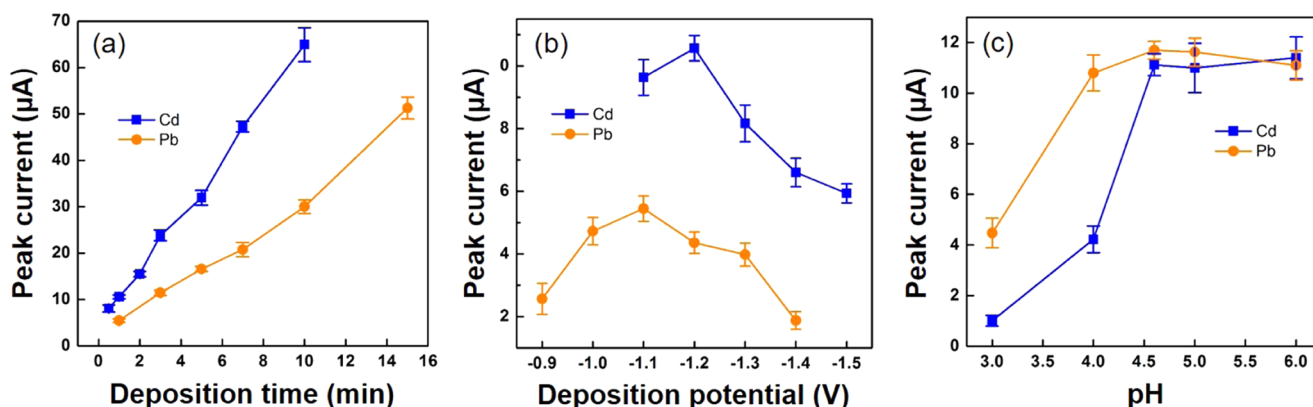 (a)
Peak current (µA)
70
60
50
40
30
20
10
0
Cd
Pb
0 2 4 6 8 10 12 14 16
Deposition time (min)
(b)
Peak current (µA)
0
8
6
4
2
Cd
Pb
-0.9 -1.0 -1.1 -1.2 -1.3 -1.4 -1.5
Deposition potential (V)
(c)
Peak current (µA)
12
10
8
6
4
2
0
Cd
Pb
3.0 3.5 4.0 4.5 5.0 5.5 6.0
pH